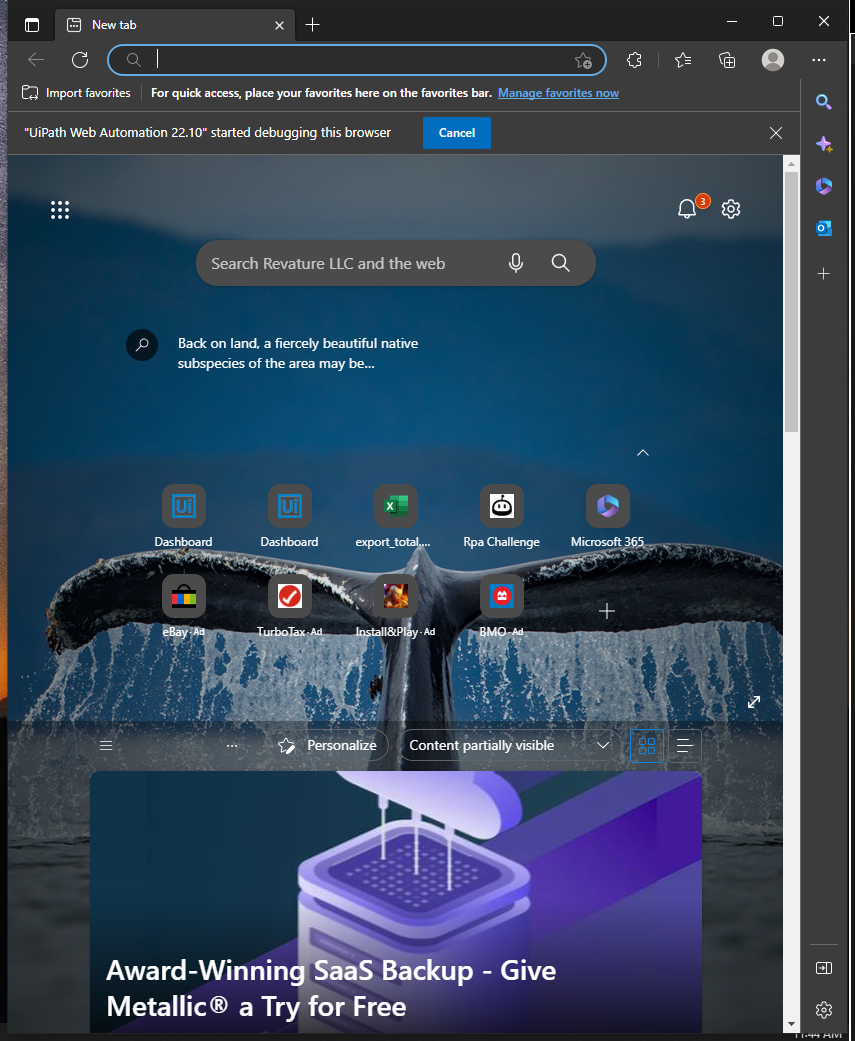 New tab
Import favorites
For quick access, place your favorites here on the favorites bar. Manage favorites now
"UiPath Web Automation 22.10" started debugging this browser
Cancel
3
Search Revature LLC and the web
Back on land, a fiercely beautiful native
subspecies of the area may be...
Ui
Ui
X
Dashboard
Dashboard
export_total,...
Rpa Challenge
Microsoft 365
eBay · Ad
TurboTax · Ad
Install&Play · Ad
BMO · Ad
Personalize
Content partially visible
Award-Winning SaaS Backup - Give
Metallic® a Try for Free
11:44 AM